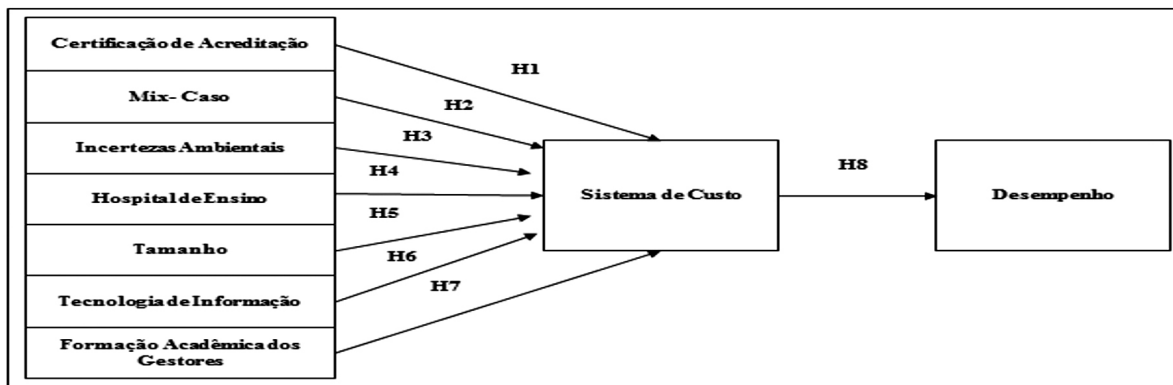 Certificação de Acreditação
Mix- Caso
Incertezas Ambientais
Hospital de Ensino
Tamanho
Tecnologia de Informação
Formação Acadêmica dos
Gestores
H1
H2
H3
H4
H5
H6
H7
Sistema de Custo
H8
Desempenho